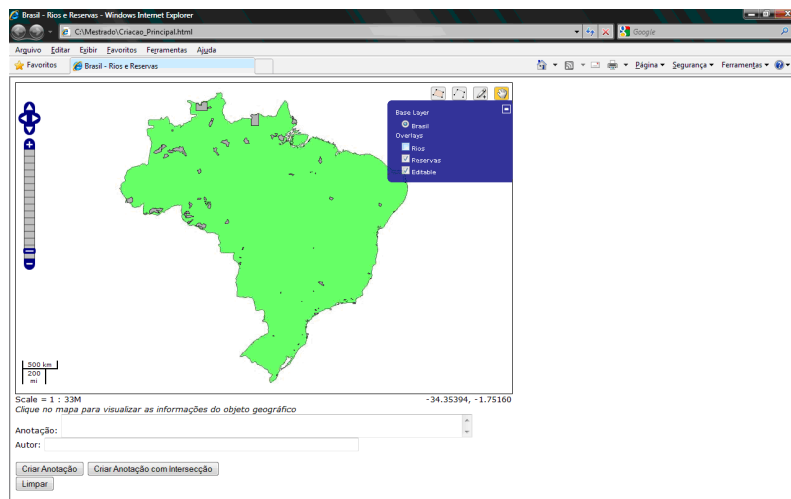 Brasil - Rios e Reservas - Windows Internet Explorer
C:\Mestrado\Criacao_Principal.html
Google
Arquivo Editar Exibir Favoritos Ferramentas Ajuda
Favoritos Brasil - Rios e Reservas
Página Segurança Ferramentas
Base Layer
Brasil
Overlays
Rios
Reservas
Editable
500 km
200
mi
Scale = 1 : 33M -34.35394, -1.75160
Clique no mapa para visualizar as informações do objeto geográfico
Anotação:
Autor:
Criar Anotação Criar Anotação com Intersecção
Limpar